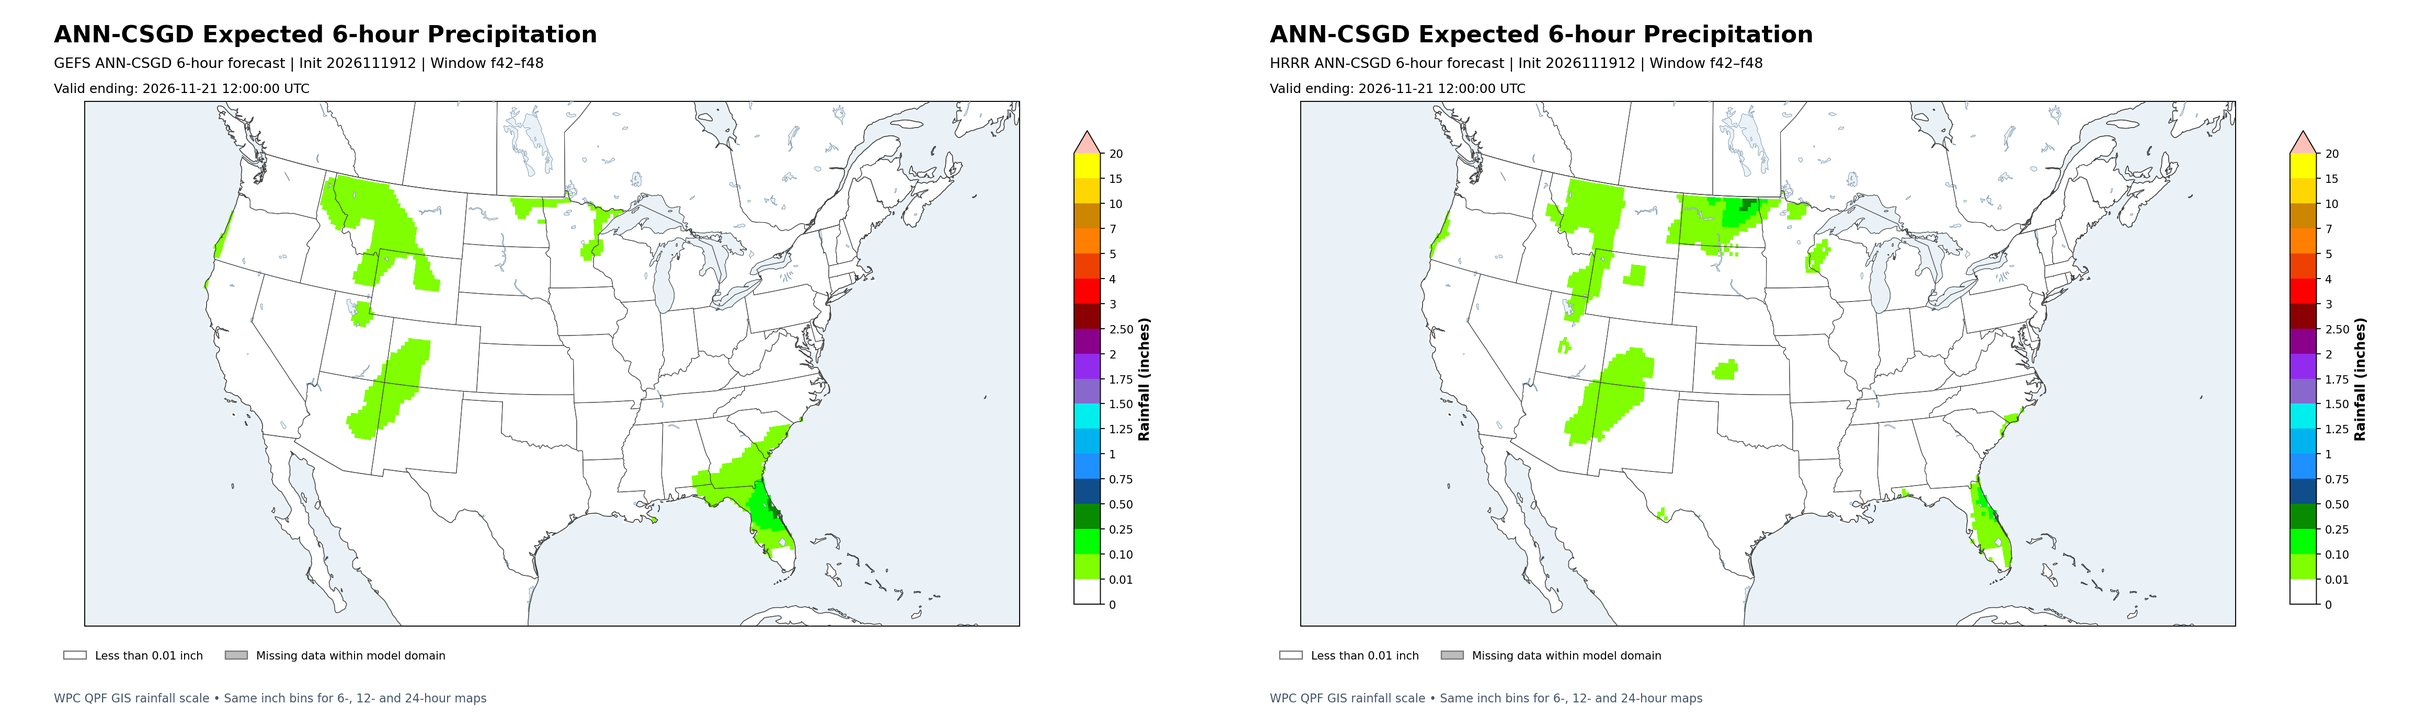 ANN-CSGD Expected 6-hour Precipitation
GEFS ANN-CSGD 6-hour forecast | Init 2026111912 | Window f42–f48
Valid ending: 2026-11-21 12:00:00 UTC
20
15
10
7
5
4
3
2.50
2
1.75
1.50
1.25
1
0.75
0.50
0.25
0.10
0.01
0
Rainfall (inches)
Less than 0.01 inch
Missing data within model domain
WPC QPF GIS rainfall scale • Same inch bins for 6-, 12- and 24-hour maps
ANN-CSGD Expected 6-hour Precipitation
HRRR ANN-CSGD 6-hour forecast | Init 2026111912 | Window f42–f48
Valid ending: 2026-11-21 12:00:00 UTC
20
15
10
7
5
4
3
2.50
2
1.75
1.50
1.25
1
0.75
0.50
0.25
0.10
0.01
0
Rainfall (inches)
Less than 0.01 inch
Missing data within model domain
WPC QPF GIS rainfall scale • Same inch bins for 6-, 12- and 24-hour maps